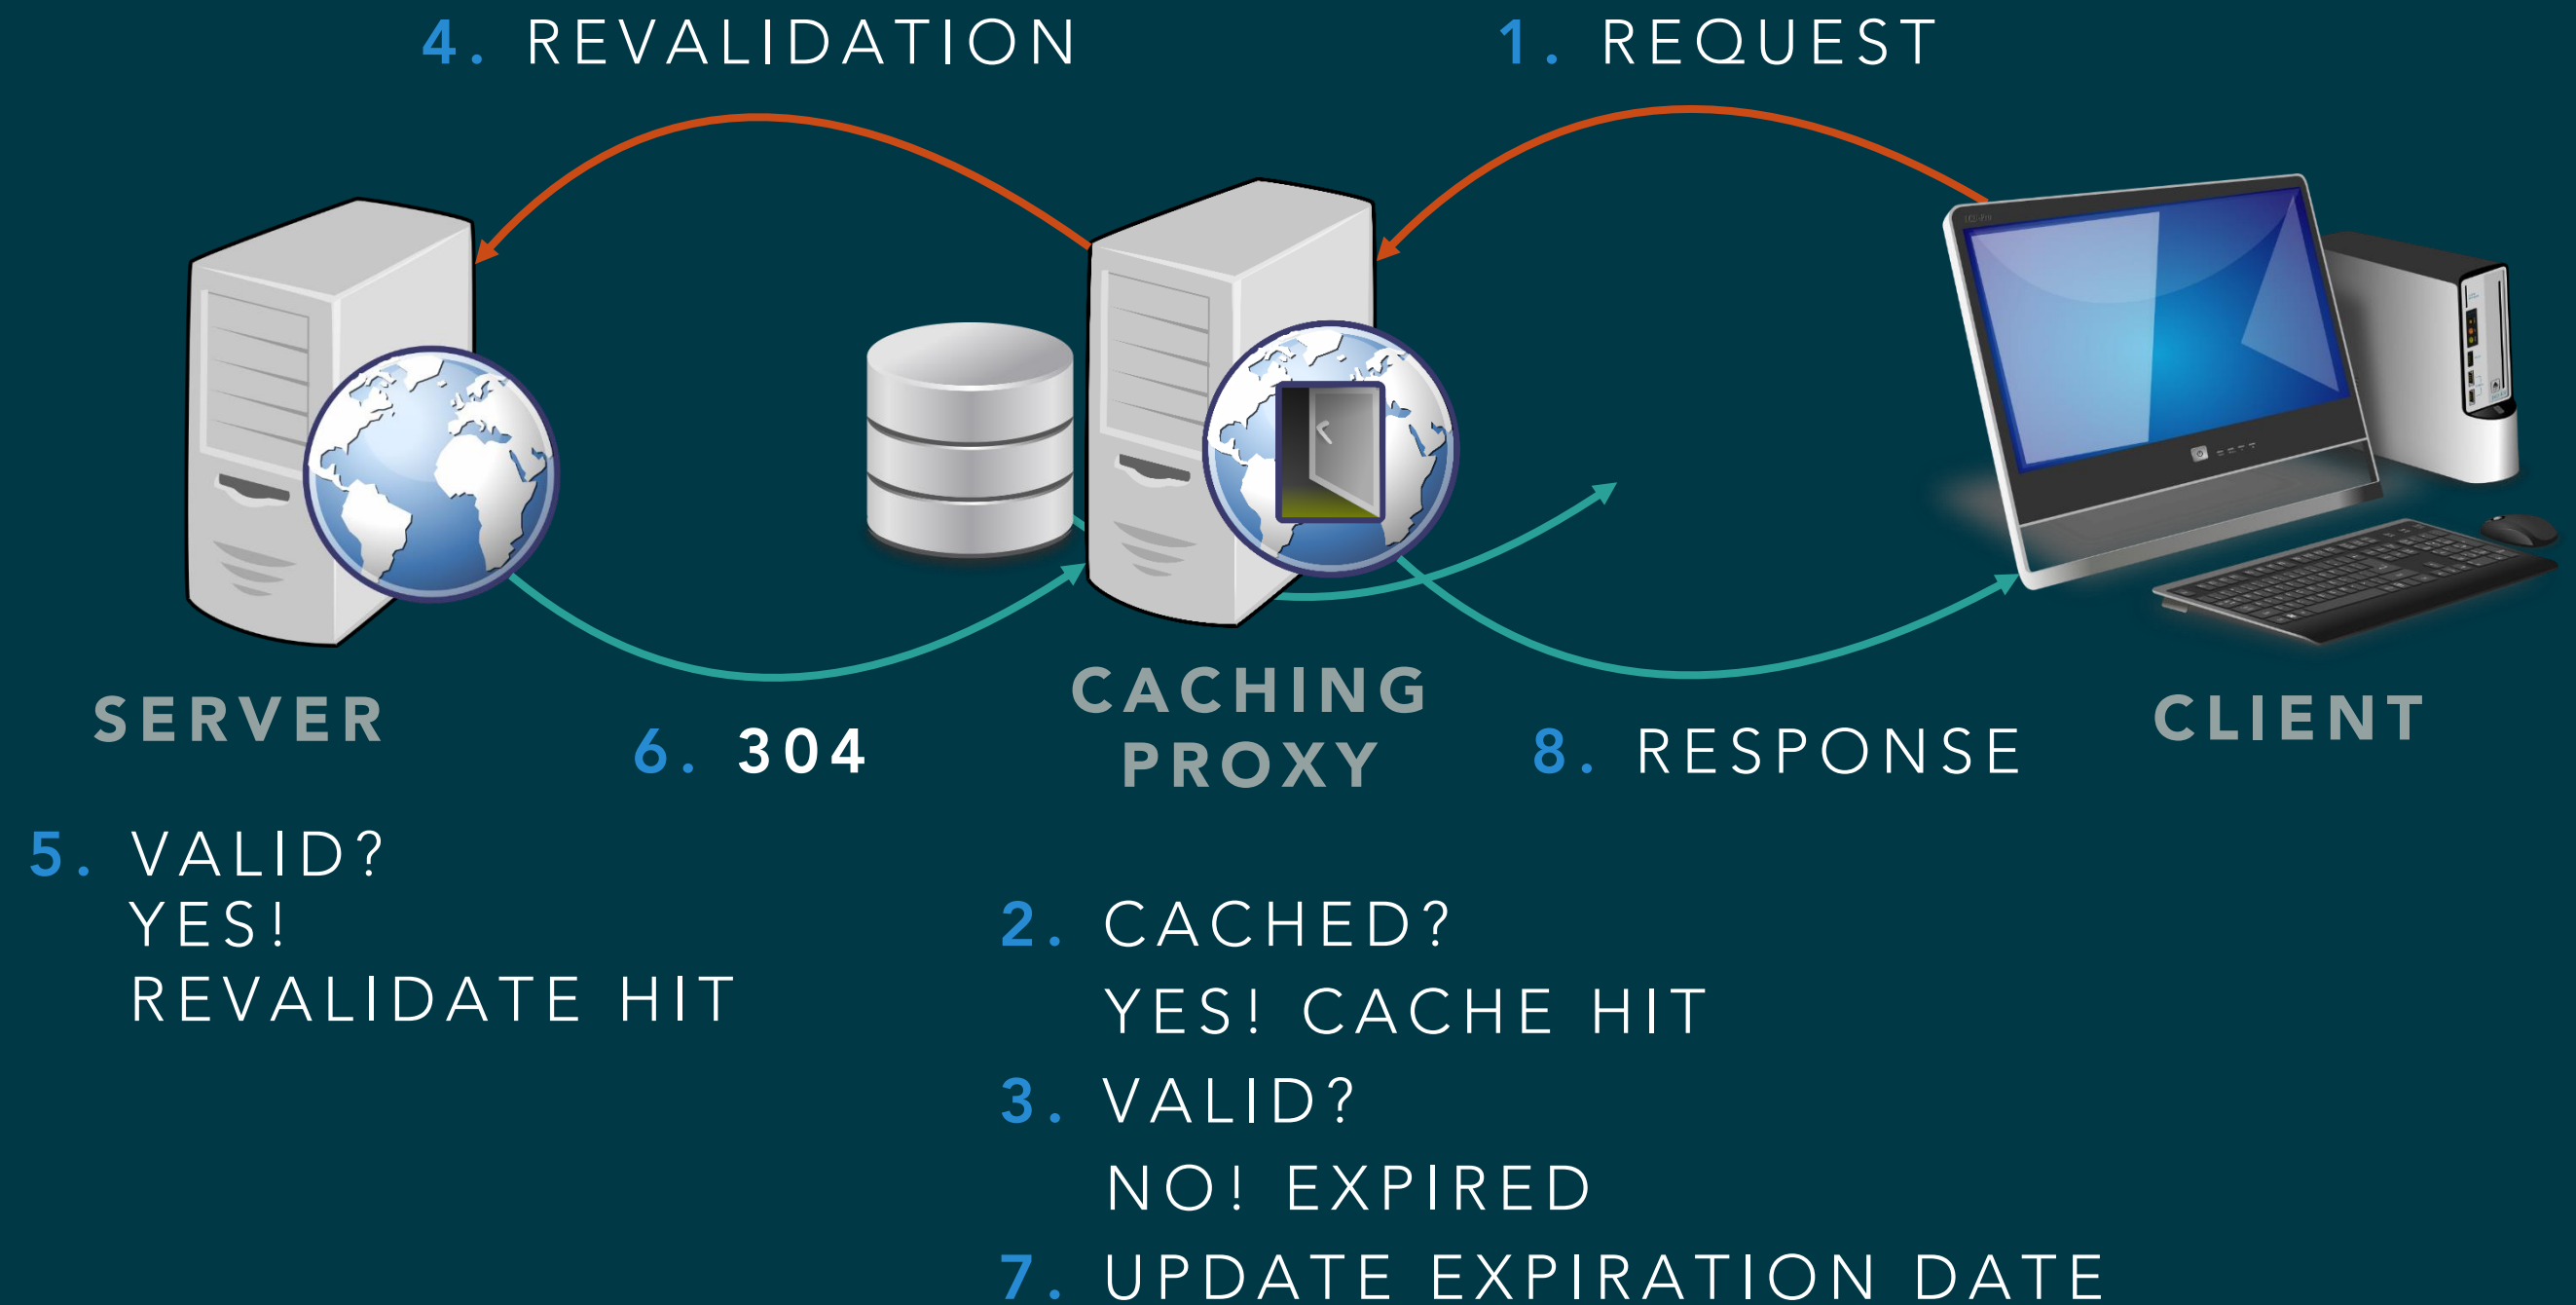 4. REVALIDATION
1. REQUEST
SERVER
CACHING
PROXY
CLIENT
6. 304
8. RESPONSE
5. VALID?
YES!
REVALIDATE HIT
2. CACHED?
YES! CACHE HIT
3. VALID?
NO! EXPIRED
7. UPDATE EXPIRATION DATE